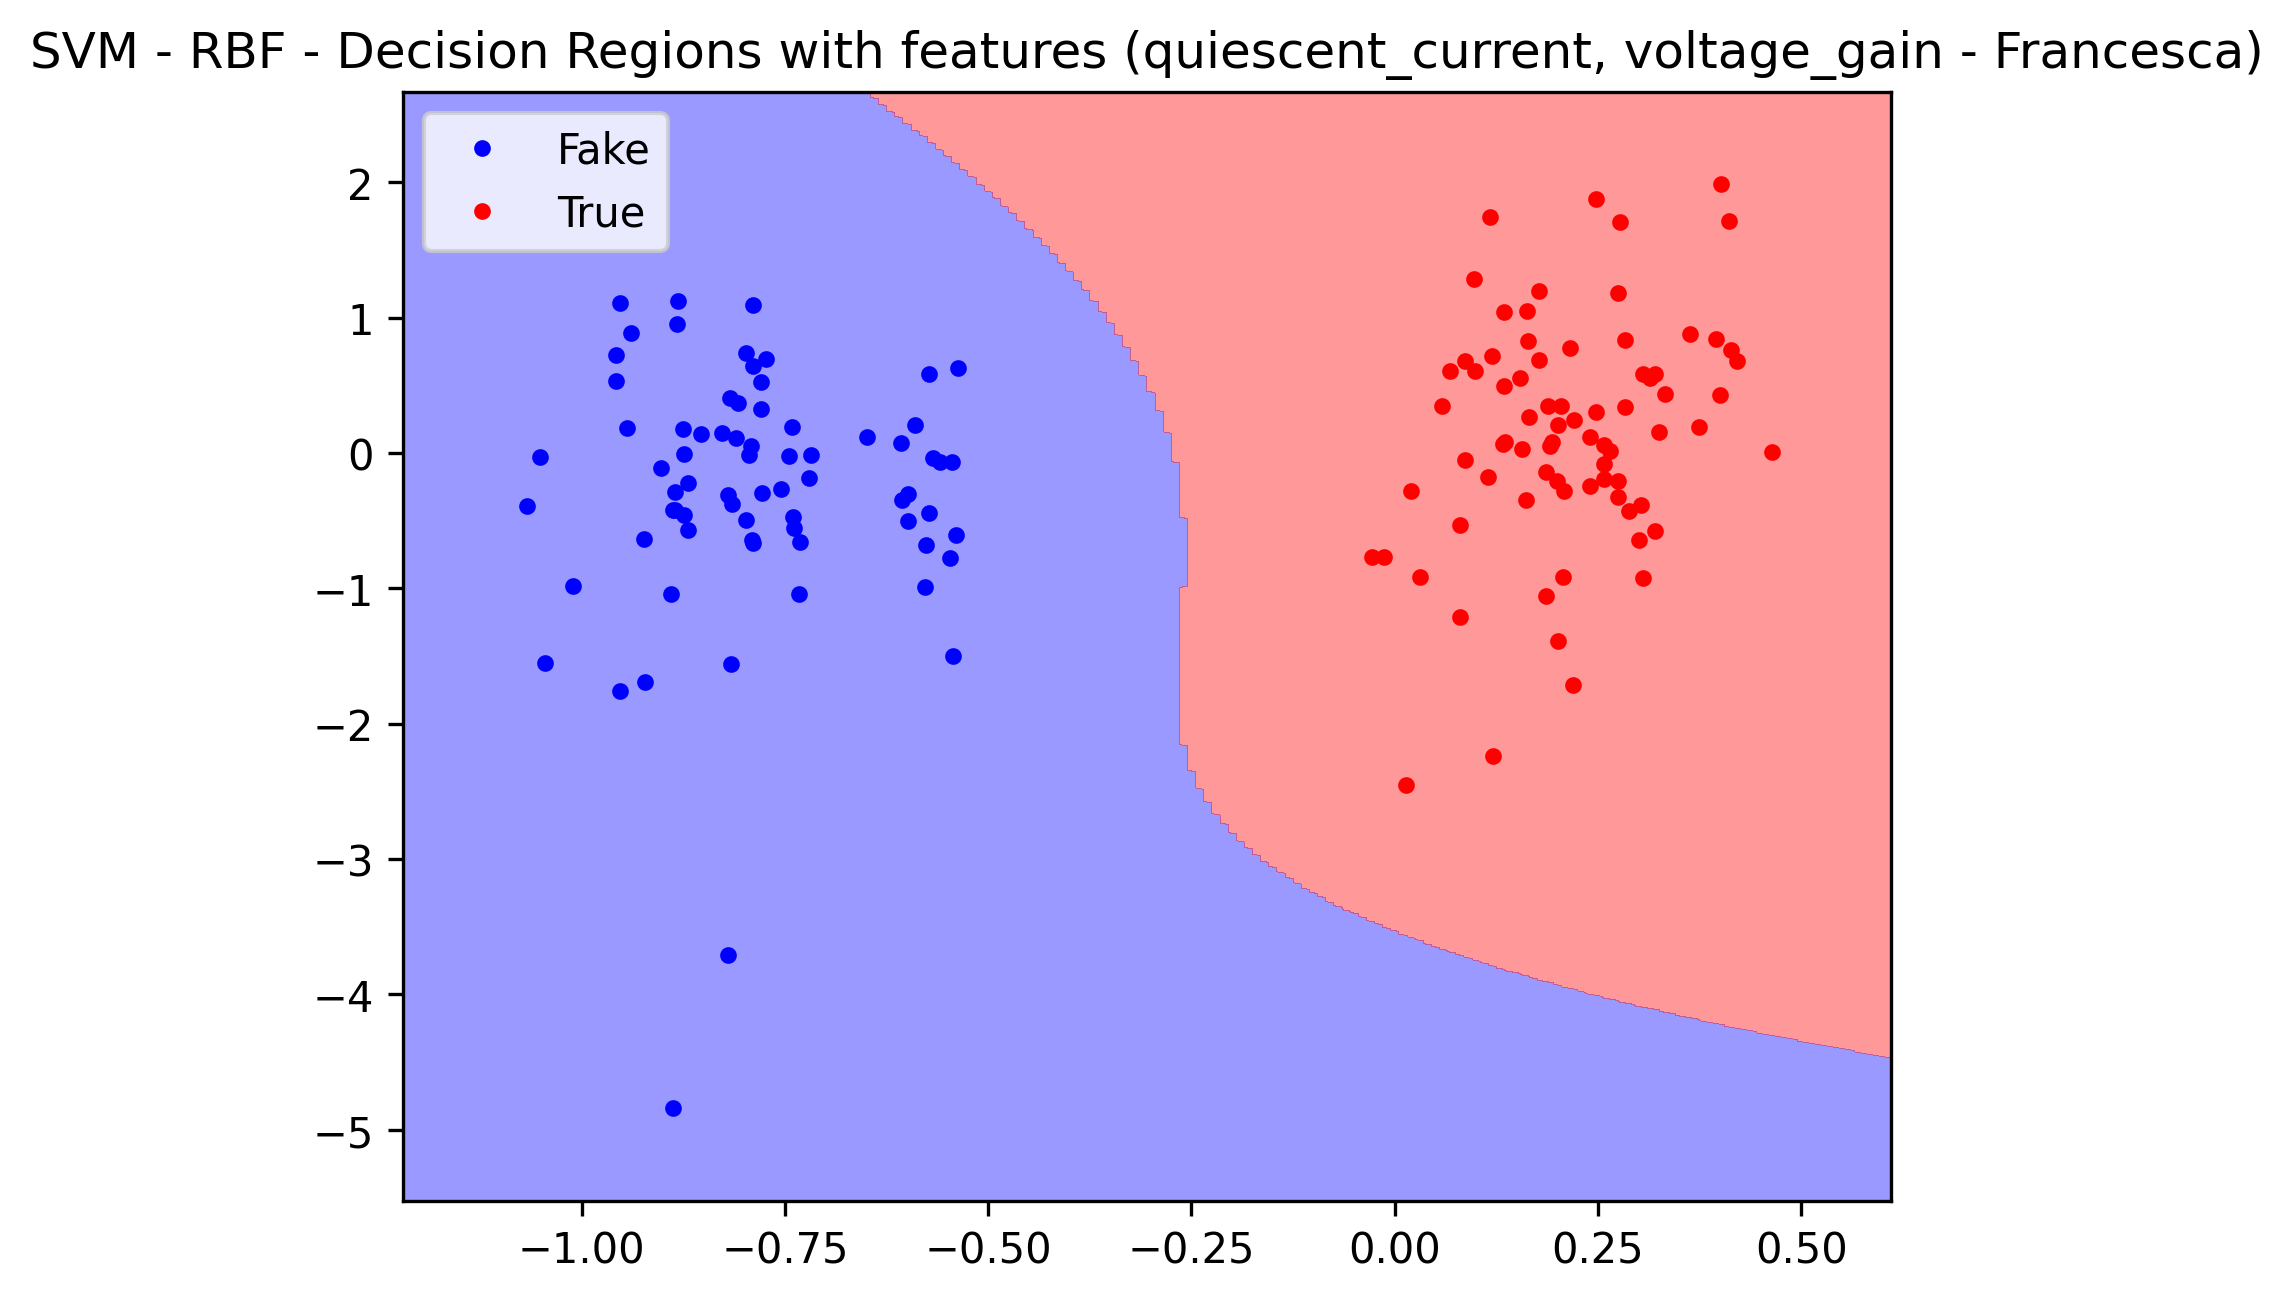 SVM - RBF - Decision Regions with features (quiescent_current, voltage_gain - Francesca)
Fake
True
2
1
0
−1
−2
−3
−4
−5
−1.00 −0.75 −0.50 −0.25 0.00 0.25 0.50